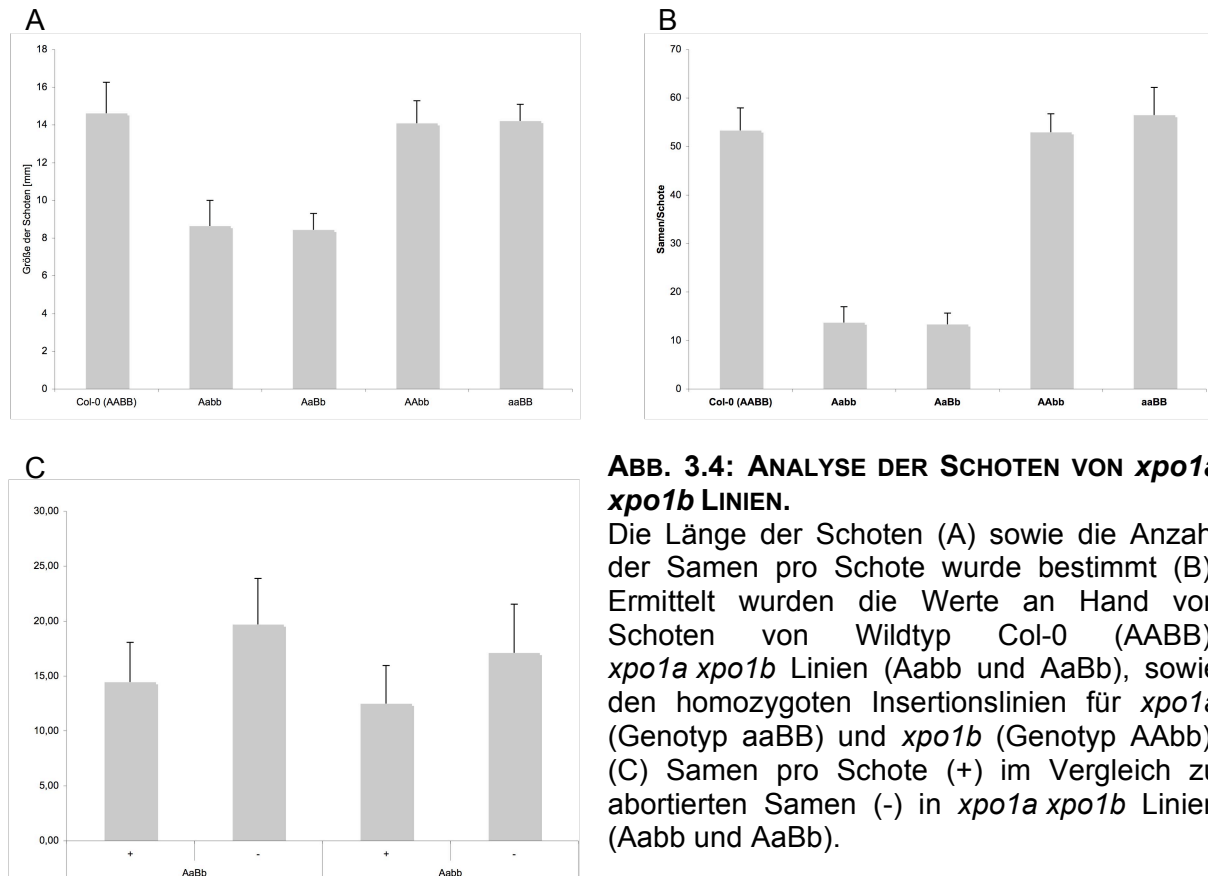 A
18
16
14
12
10
8
6
4
2
0
Größe der Schoten [mm]
Col-0 (AABB) Aabb AaBb AAbb aaBB
B
70
60
50
40
30
20
10
0
Samen/Schote
Col-0 (AABB) Aabb AaBb AAbb aaBB
C
30,00
25,00
20,00
15,00
10,00
5,00
0,00
+ - + -
AaBb Aabb
ABB. 3.4: ANALYSE DER SCHOTEN VON xpo1a
xpo1b LINIEN.
Die Länge der Schoten (A) sowie die Anzah
der Samen pro Schote wurde bestimmt (B)
Ermittelt wurden die Werte an Hand von
Schoten von Wildtyp Col-0 (AABB)
xpo1a xpo1b Linien (Aabb und AaBb), sowie
den homozygoten Insertionslinien für xpo1a
(Genotyp aaBB) und xpo1b (Genotyp AAbb)
(C) Samen pro Schote (+) im Vergleich zu
abortierten Samen (-) in xpo1a xpo1b Linien
(Aabb und AaBb).